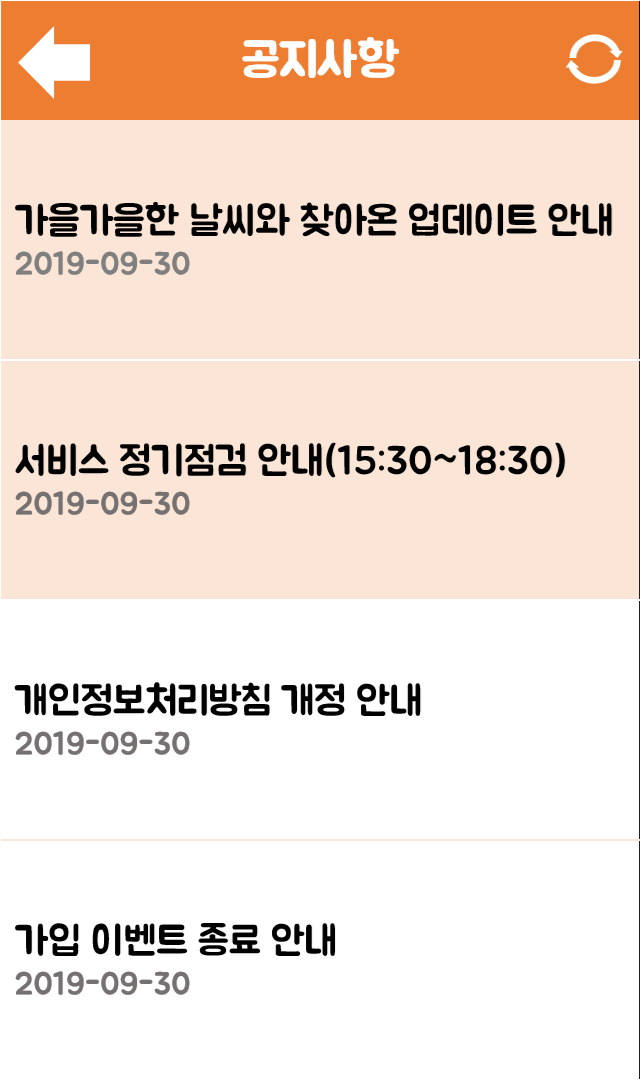 공지사항
가을가을한 날씨와 찾아온 업데이트 안내
2019-09-30
서비스 정기점검 안내(15:30~18:30)
2019-09-30
개인정보처리방침 개정 안내
2019-09-30
가입 이벤트 종료 안내
2019-09-30